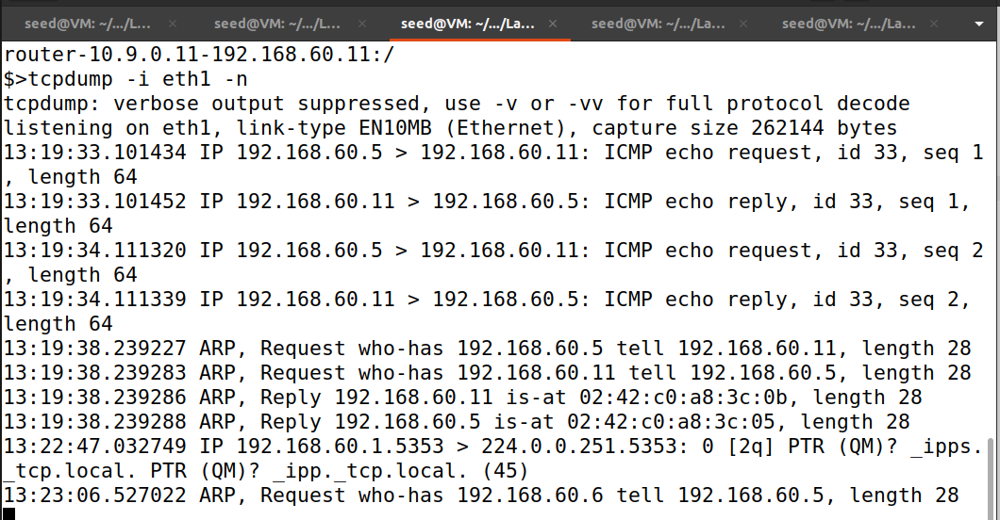 seed@VM: ~/.../L... × seed@VM: ~/.../L... × seed@VM: ~/.../La... × seed@VM: ~/.../La... × seed@VM: ~/.../La... ×
router-10.9.0.11-192.168.60.11:/
$>tcpdump -i eth1 -n
tcpdump: verbose output suppressed, use -v or -vv for full protocol decode
listening on eth1, link-type EN10MB (Ethernet), capture size 262144 bytes
13:19:33.101434 IP 192.168.60.5 > 192.168.60.11: ICMP echo request, id 33, seq 1
, length 64
13:19:33.101452 IP 192.168.60.11 > 192.168.60.5: ICMP echo reply, id 33, seq 1,
length 64
13:19:34.111320 IP 192.168.60.5 > 192.168.60.11: ICMP echo request, id 33, seq 2
, length 64
13:19:34.111339 IP 192.168.60.11 > 192.168.60.5: ICMP echo reply, id 33, seq 2,
length 64
13:19:38.239227 ARP, Request who-has 192.168.60.5 tell 192.168.60.11, length 28
13:19:38.239283 ARP, Request who-has 192.168.60.11 tell 192.168.60.5, length 28
13:19:38.239286 ARP, Reply 192.168.60.11 is-at 02:42:c0:a8:3c:0b, length 28
13:19:38.239288 ARP, Reply 192.168.60.5 is-at 02:42:c0:a8:3c:05, length 28
13:22:47.032749 IP 192.168.60.1.5353 > 224.0.0.251.5353: 0 [2q] PTR (QM)? _ipps.
_tcp.local. PTR (QM)? _ipp._tcp.local. (45)
13:23:06.527022 ARP, Request who-has 192.168.60.6 tell 192.168.60.5, length 28